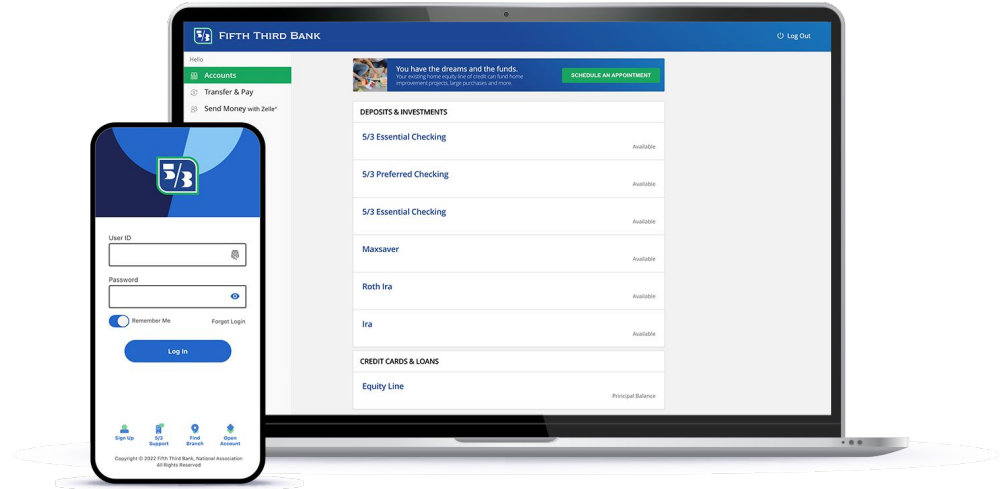 5/3 FIFTH THIRD BANK
Log Out
Hello
Accounts
Transfer & Pay
Send Money with Zelle®
You have the dreams and the funds.
Your existing home equity line of credit can fund home
improvement projects, large purchases and more.
SCHEDULE AN APPOINTMENT
DEPOSITS & INVESTMENTS
5/3 Essential Checking
Available
5/3 Preferred Checking
Available
5/3 Essential Checking
Available
Maxsaver
Available
Roth Ira
Available
Ira
Available
CREDIT CARDS & LOANS
Equity Line
Principal Balance
5/3
User ID
Password
Remember Me
Forgot Login
Log In
Sign Up
5/3
Support
Find
Branch
Open
Account
Copyright © 2022 Fifth Third Bank, National Association
All Rights Reserved